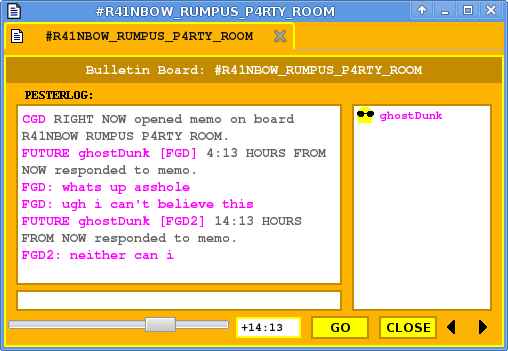 #R41NBOW_RUMPUS_P4RTY_ROOM
#R41NBOW_RUMPUS_P4RTY_ROOM
Bulletin Board: #R41NBOW_RUMPUS_P4RTY_ROOM
PESTERLOG:
CGD RIGHT NOW opened memo on board
R41NBOW RUMPUS P4RTY ROOM.
FUTURE ghostDunk [FGD] 4:13 HOURS FROM
NOW responded to memo.
FGD: whats up asshole
FGD: ugh i can't believe this
FUTURE ghostDunk [FGD2] 14:13 HOURS
FROM NOW responded to memo.
FGD2: neither can i
ghostDunk
+14:13
GO
CLOSE